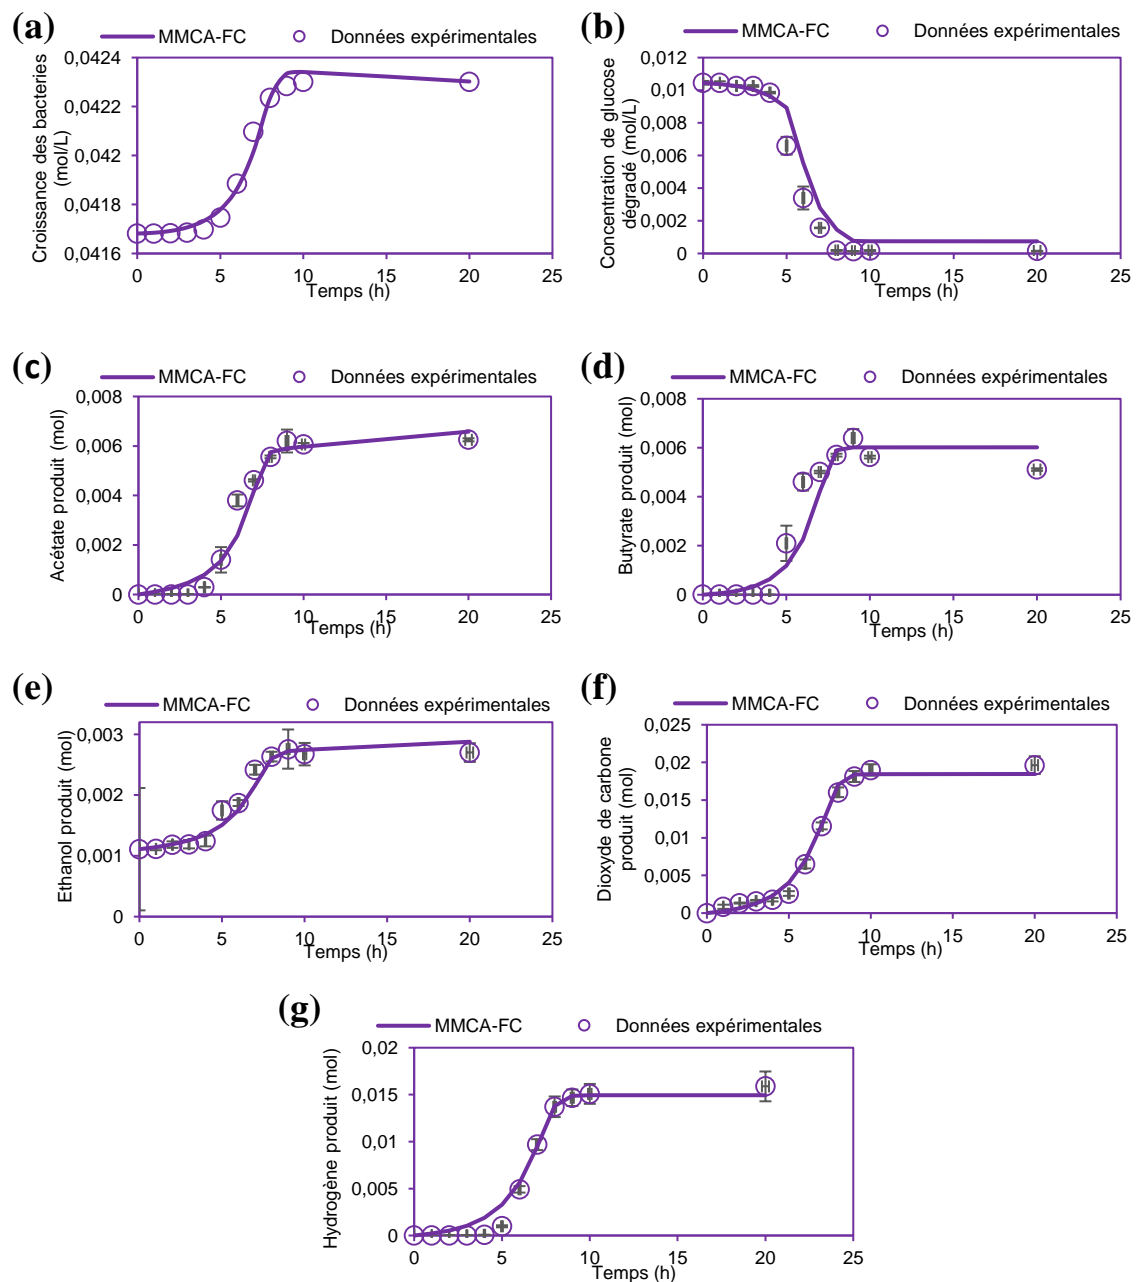 (a)
MMCA-FC
Données expérimentales
Croissance des bacteries
(mol/L)
0,0424
0,0422
0,042
0,0418
0,0416
0 5 10 15 20 25
Temps (h)
(b)
MMCA-FC
Données expérimentales
Concentration de glucose
dégradé (mol/L)
0,012
0,01
0,008
0,006
0,004
0,002
0
0 5 10 15 20 25
Temps (h)
(c)
MMCA-FC
Données expérimentales
Acétate produit (mol)
0,008
0,006
0,004
0,002
0
0 5 10 15 20 25
Temps (h)
(d)
MMCA-FC
Données expérimentales
Butyrate produit (mol)
0,008
0,006
0,004
0,002
0
0 5 10 15 20 25
Temps (h)
(e)
MMCA-FC
Données expérimentales
Ethanol produit (mol)
0,003
0,002
0,001
0
0 5 10 15 20 25
Temps (h)
(f)
MMCA-FC
Données expérimentales
Dioxyde de carbone
produit (mol)
0,025
0,02
0,015
0,01
0,005
0
0 5 10 15 20 25
Temps (h)
(g)
MMCA-FC
Données expérimentales
Hydrogène produit (mol)
0,02
0,015
0,01
0,005
0
0 5 10 15 20 25
Temps (h)